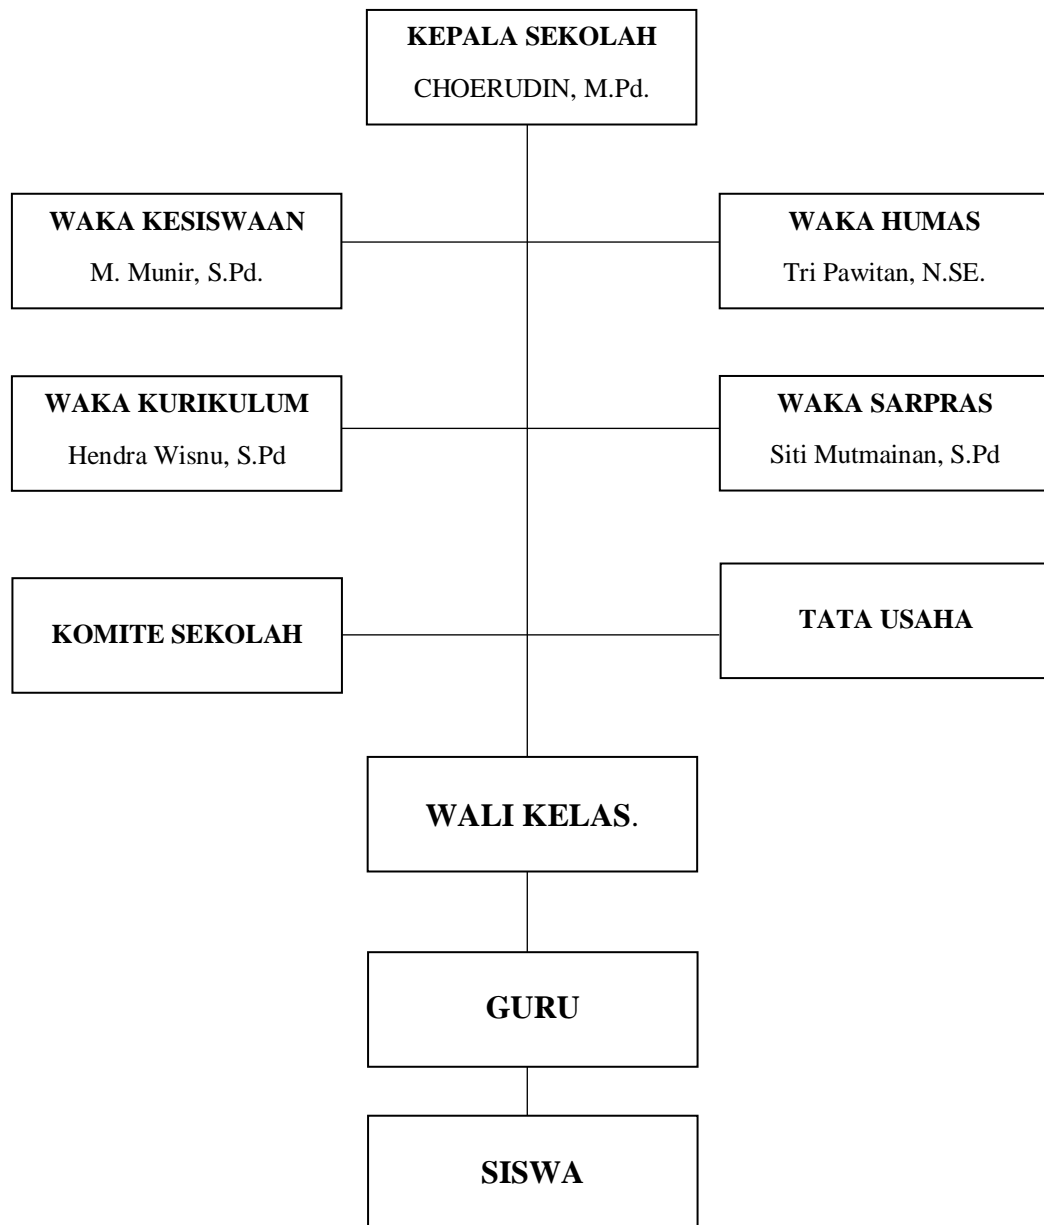 KEPALA SEKOLAH
CHOERUDIN, M.Pd.
WAKA KESISWAAN
M. Munir, S.Pd.
WAKA HUMAS
Tri Pawitan, N.SE.
WAKA KURIKULUM
Hendra Wisnu, S.Pd
WAKA SARPRAS
Siti Mutmainan, S.Pd
KOMITE SEKOLAH
TATA USAHA
WALI KELAS.
GURU
SISWA